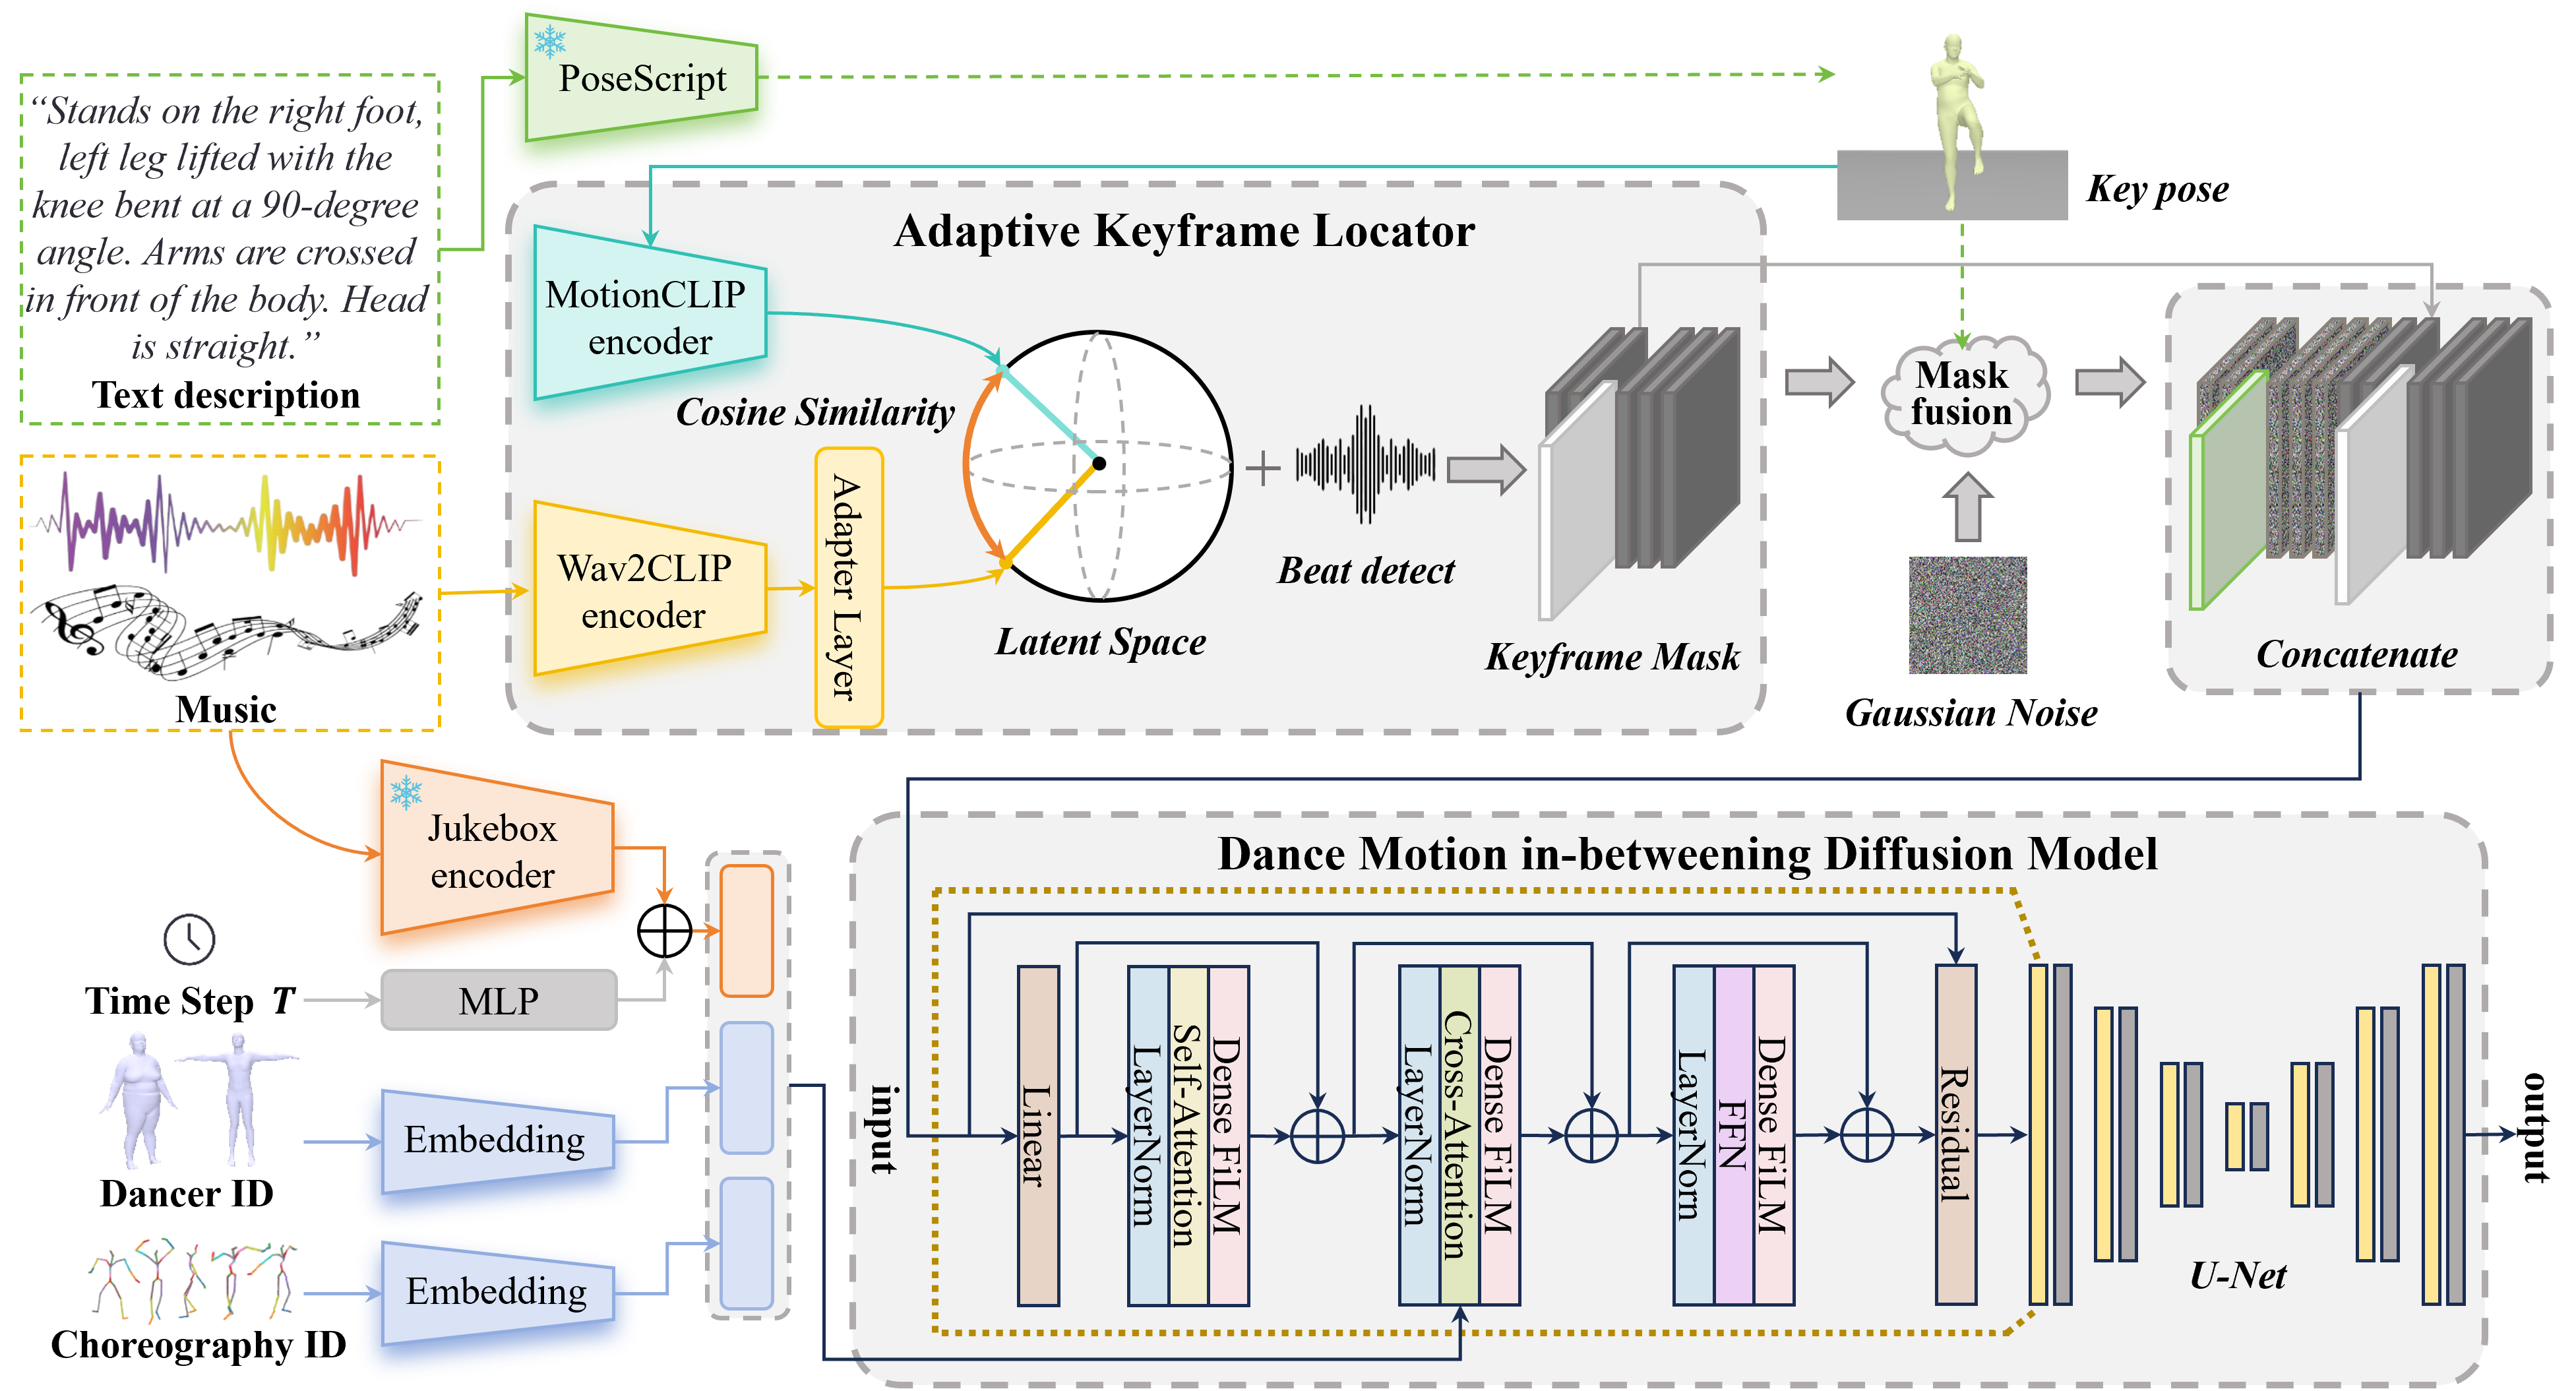 PoseScript
“Stands on the right foot,
left leg lifted with the
knee bent at a 90-degree
angle. Arms are crossed
in front of the body. Head
is straight.”
Text description
Key pose
Adaptive Keyframe Locator
MotionCLIP
encoder
Cosine Similarity
Mask
fusion
Wav2CLIP
encoder
Adapter Layer
Beat detect
Latent Space
Keyframe Mask
Concatenate
Gaussian Noise
Music
Jukebox
encoder
Time Step T
MLP
Dancer ID
Embedding
Choreography ID
Embedding
Dance Motion in-betweening Diffusion Model
input
Linear
LayerNorm
Self-Attention
Dense FiLM
LayerNorm
Cross-Attention
Dense FiLM
LayerNorn
FFN
Dense FiLM
Residual
U-Net
output